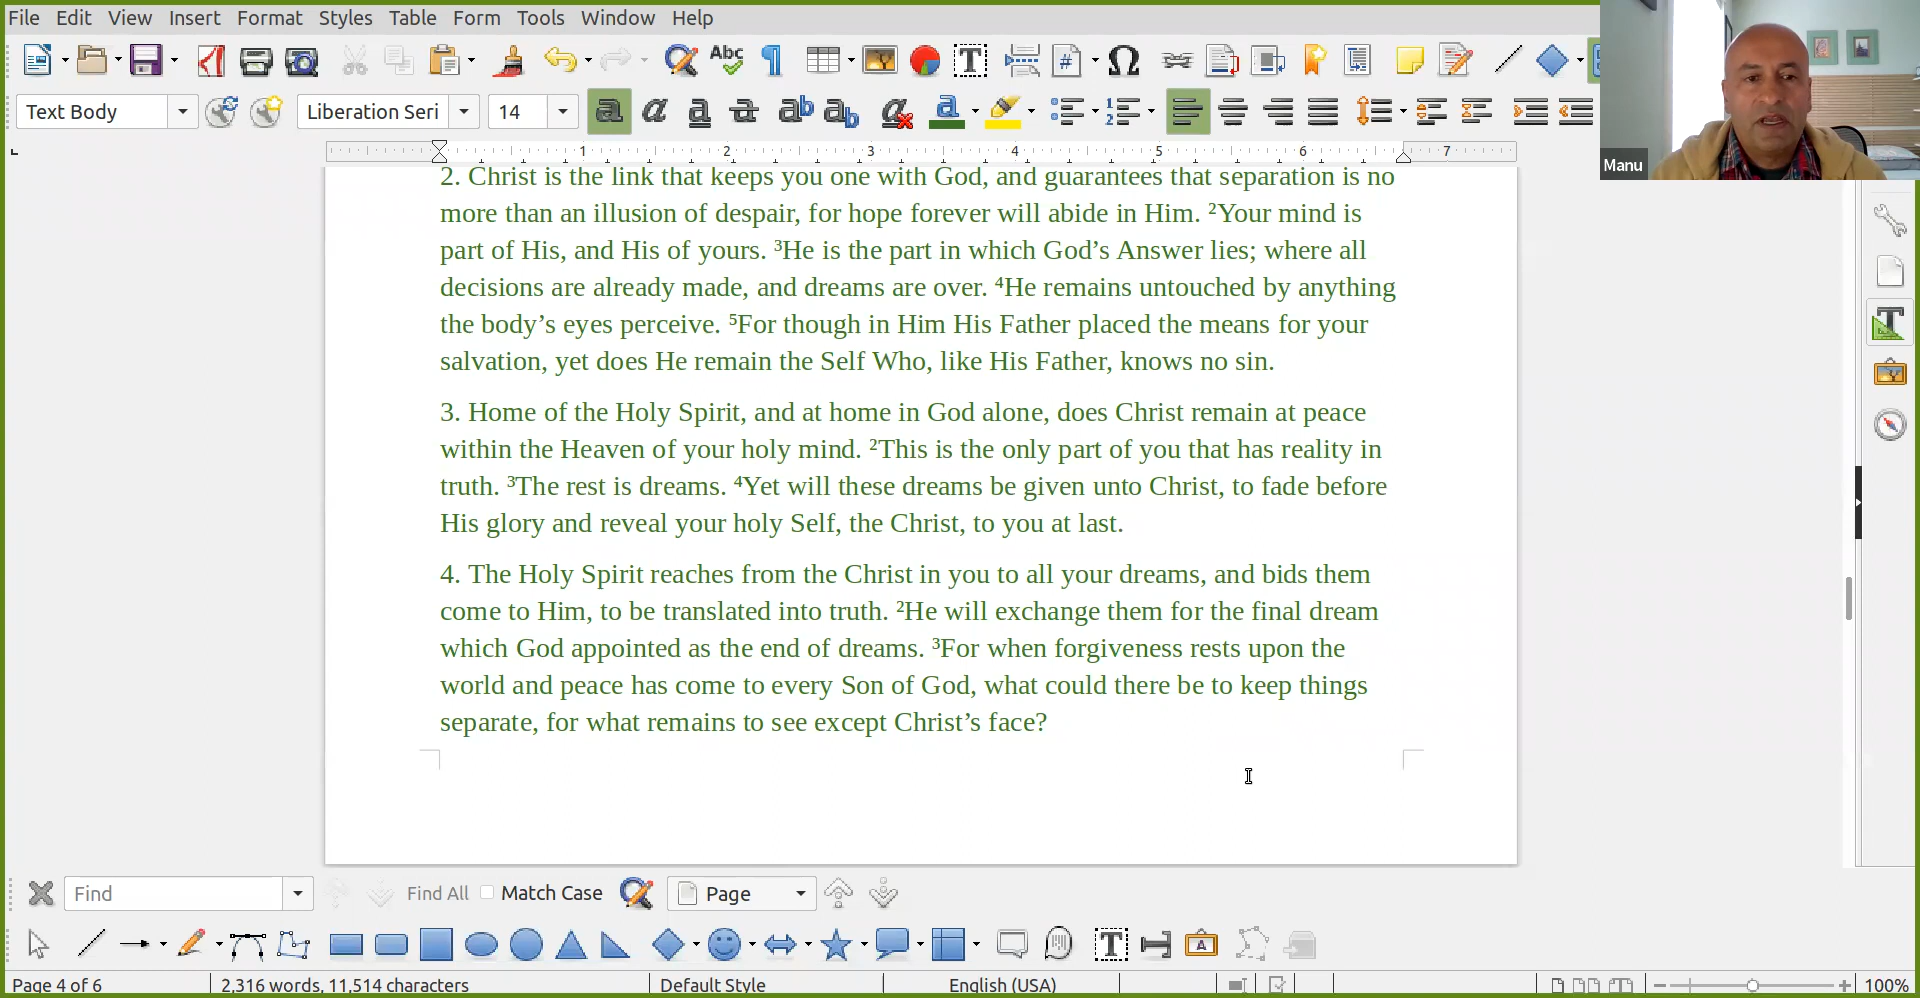 File Edit View Insert Format Styles Table Form Tools Window Help
Abc
T
#
Ω
Text Body
Liberation Seri
14
1 2 3 4 5 6 7
2. Christ is the link that keeps you one with God, and guarantees that separation is no
more than an illusion of despair, for hope forever will abide in Him. ²Your mind is
part of His, and His of yours. ³He is the part in which God’s Answer lies; where all
decisions are already made, and dreams are over. ⁴He remains untouched by anything
the body’s eyes perceive. ⁵For though in Him His Father placed the means for your
salvation, yet does He remain the Self Who, like His Father, knows no sin.
3. Home of the Holy Spirit, and at home in God alone, does Christ remain at peace
within the Heaven of your holy mind. ²This is the only part of you that has reality in
truth. ³The rest is dreams. ⁴Yet will these dreams be given unto Christ, to fade before
His glory and reveal your holy Self, the Christ, to you at last.
4. The Holy Spirit reaches from the Christ in you to all your dreams, and bids them
come to Him, to be translated into truth. ²He will exchange them for the final dream
which God appointed as the end of dreams. ³For when forgiveness rests upon the
world and peace has come to every Son of God, what could there be to keep things
separate, for what remains to see except Christ’s face?
Manu
Find Find All Match Case Page
Page 4 of 6 2,316 words, 11,514 characters Default Style English (USA) 100%